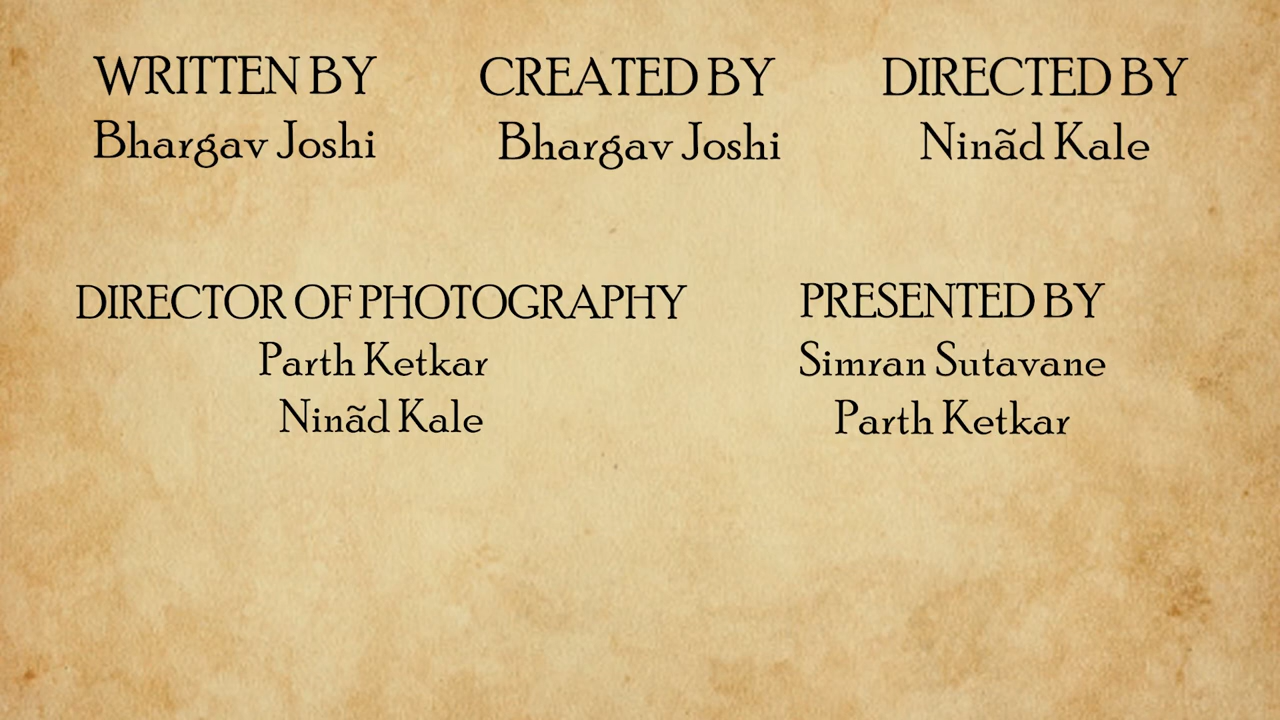 WRITTEN BY
Bhargav Joshi
CREATED BY
Bhargav Joshi
DIRECTED BY
Ninãd Kale
DIRECTOR OF PHOTOGRAPHY
Parth Ketkar
Ninãd Kale
PRESENTED BY
Simran Sutavane
Parth Ketkar